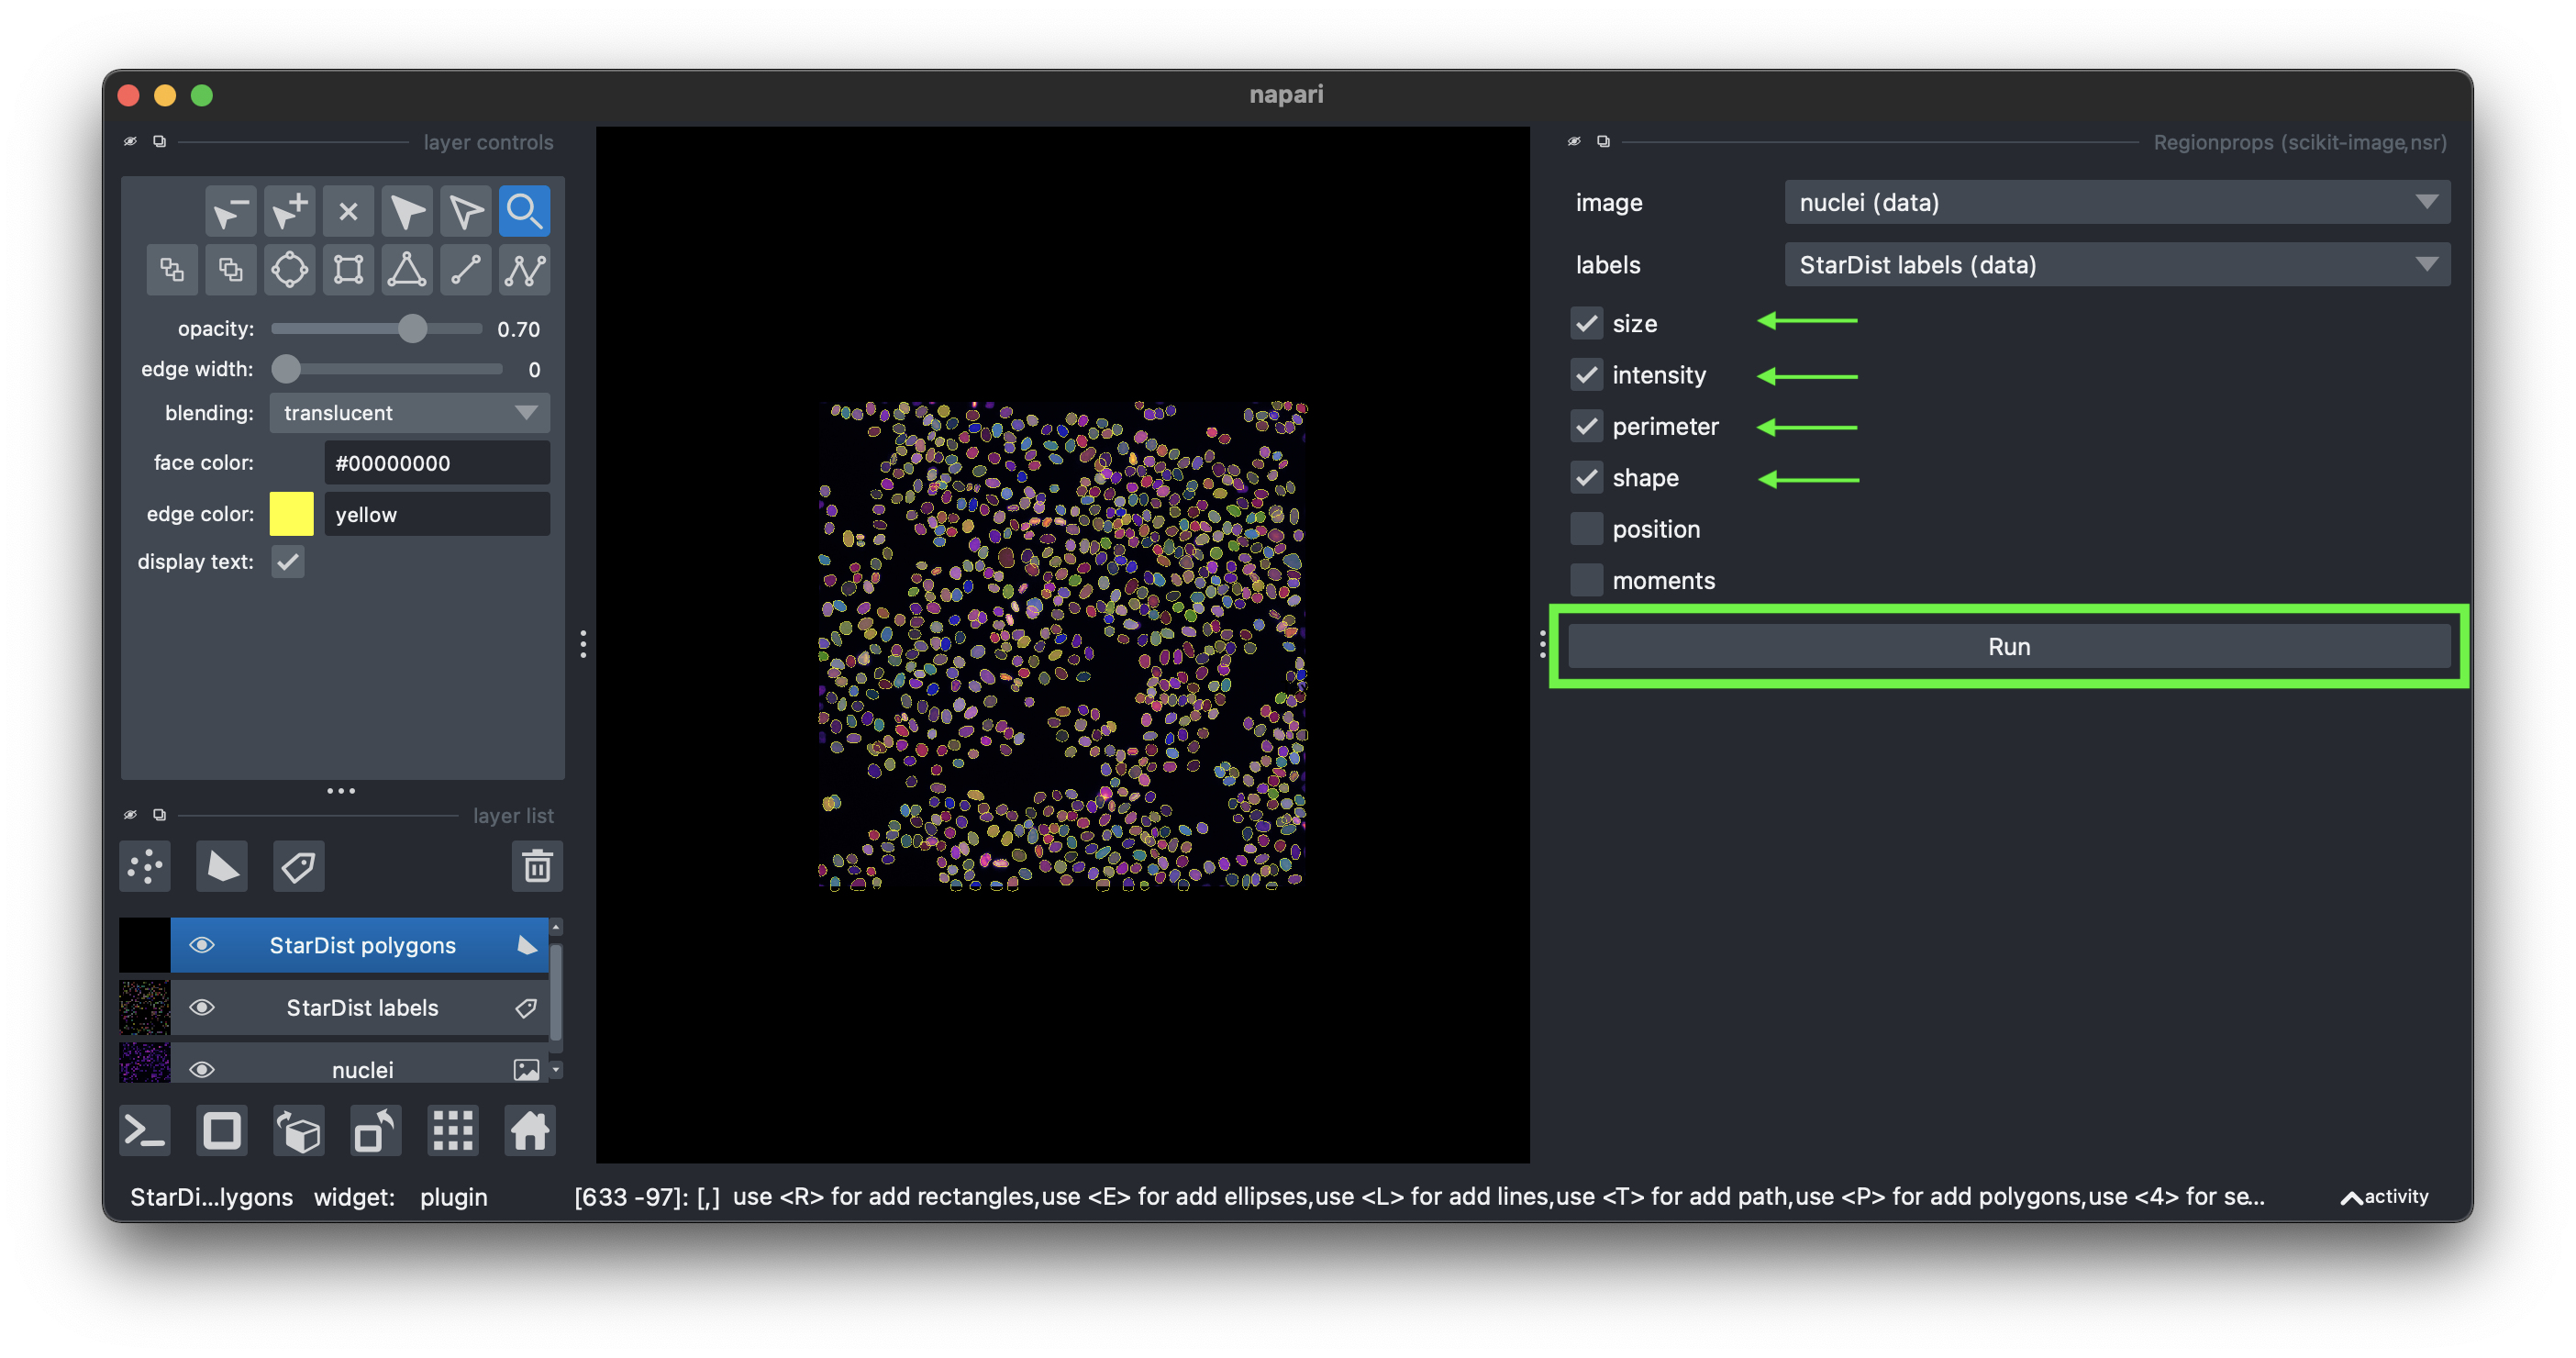 napari
layer controls
opacity: 0.70
edge width: 0
blending: translucent
face color: #00000000
edge color: yellow
display text:
layer list
StarDist polygons
StarDist labels
nuclei
Regionprops (scikit-image,nsr)
image nuclei (data)
labels StarDist labels (data)
size
intensity
perimeter
shape
position
moments
Run
StarDi...lygons widget: plugin [633 -97]: [,] use <R> for add rectangles,use <E> for add ellipses,use <L> for add lines,use <T> for add path,use <P> for add polygons,use <4> for se... activity